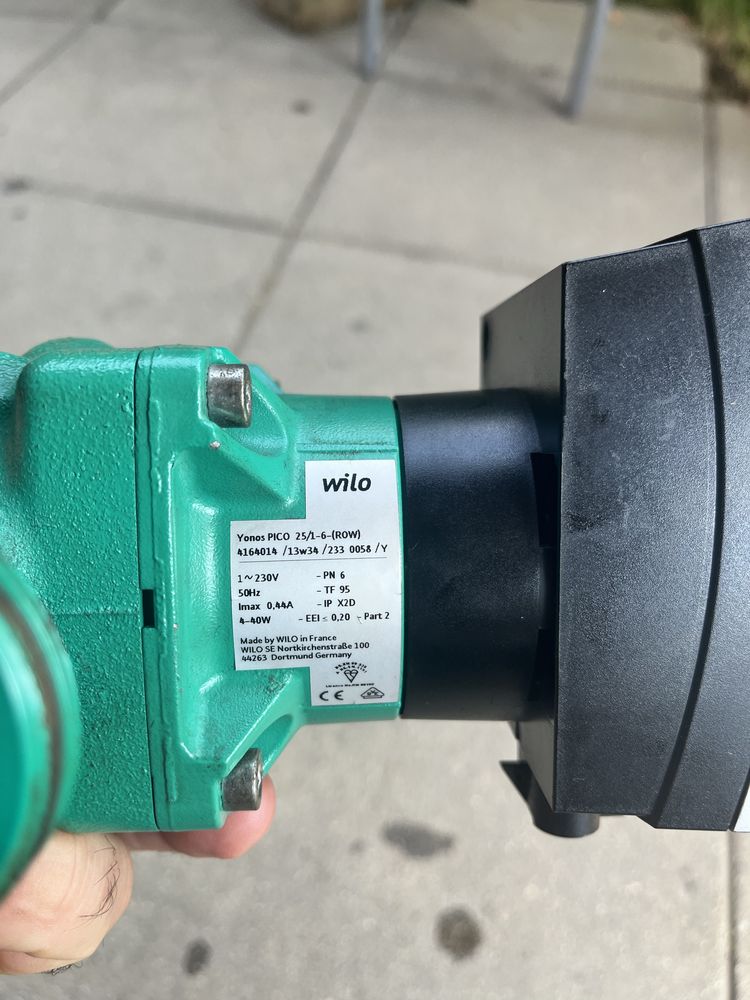 wilo
Yonos PICO 25/1-6-(ROW)
4164014 /13w34 /233 0058 /Y
1~230V - PN 6
50Hz - TF 95
Imax 0,44A - IP X2D
4-40W - EEI ≤ 0,20 - Part 2
Made by WILO in France
WILO SE Nortkirchenstraße 100
44263 Dortmund Germany
CE